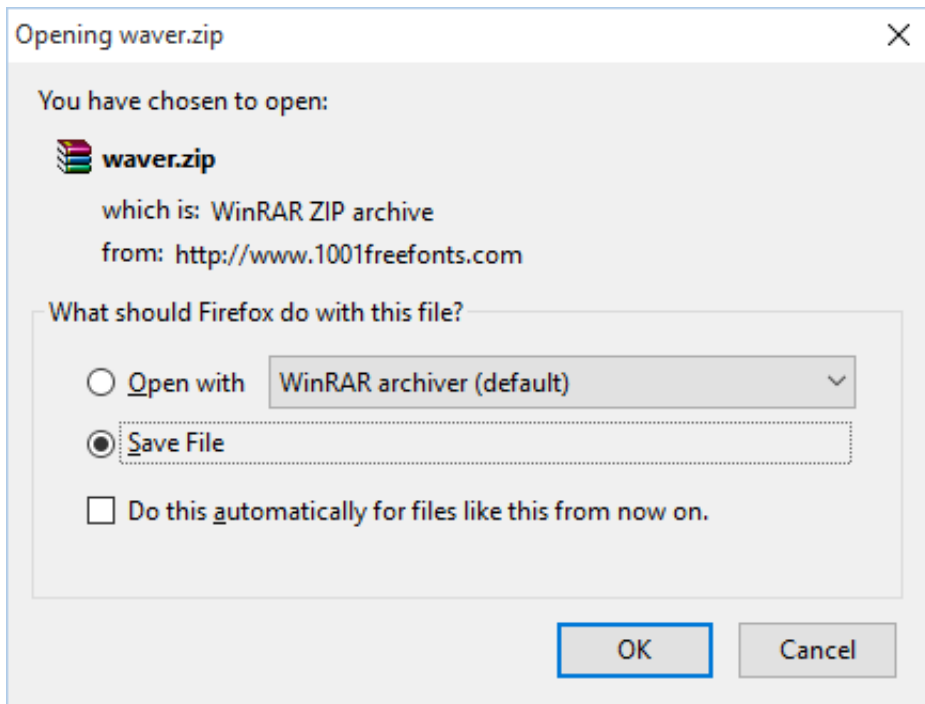 Opening waver.zip
You have chosen to open:
waver.zip
which is: WinRAR ZIP archive
from: http://www.1001freefonts.com
What should Firefox do with this file?
Open with WinRAR archiver (default)
Save File
Do this automatically for files like this from now on.
OK Cancel